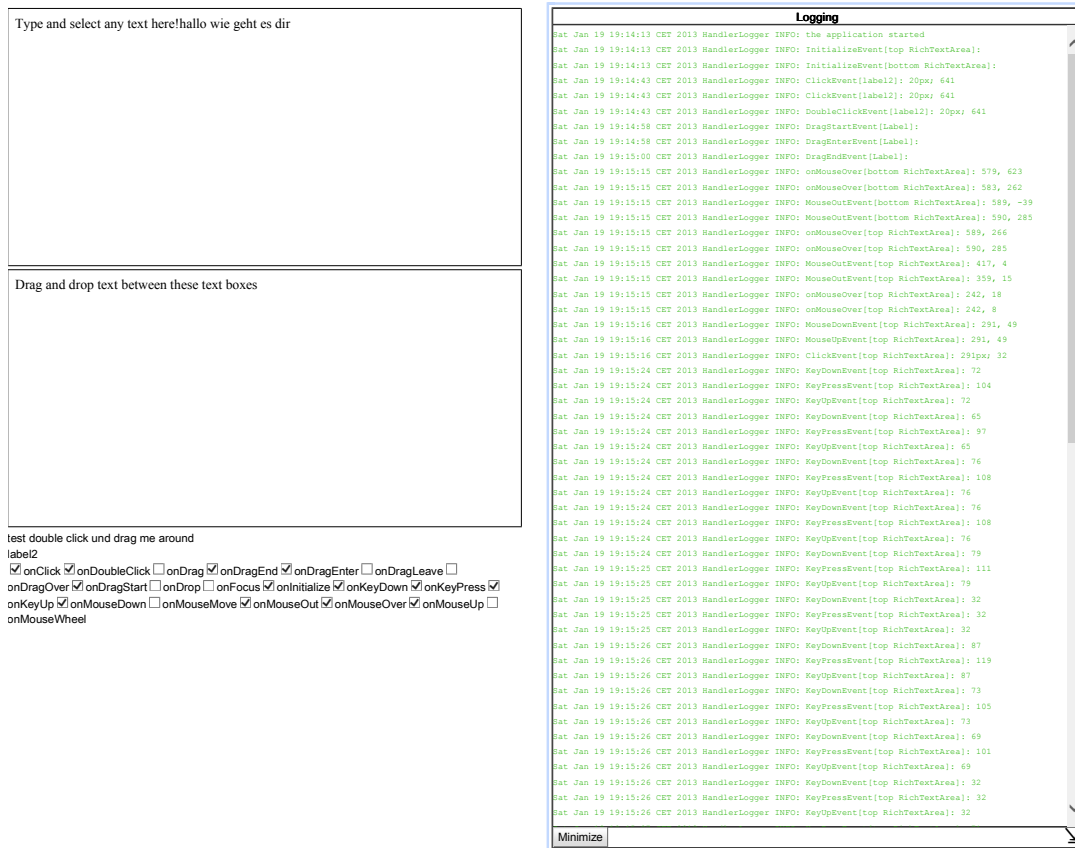 Type and select any text here!hallo wie geht es dir
Drag and drop text between these text boxes
test double click und drag me around
label2
onClick onDoubleClick onDrag onDragEnd onDragEnter onDragLeave
onDragOver onDragStart onDrop onFocus onInitialize onKeyDown onKeyPress
onKeyUp onMouseDown onMouseMove onMouseOut onMouseOver onMouseUp
onMouseWheel
Logging
Sat Jan 19 19:14:13 CET 2013 HandlerLogger INFO: the application started
Sat Jan 19 19:14:13 CET 2013 HandlerLogger INFO: InitializeEvent[top RichTextArea]:
Sat Jan 19 19:14:13 CET 2013 HandlerLogger INFO: InitializeEvent[bottom RichTextArea]:
Sat Jan 19 19:14:43 CET 2013 HandlerLogger INFO: ClickEvent[label2]: 20px; 641
Sat Jan 19 19:14:43 CET 2013 HandlerLogger INFO: ClickEvent[label2]: 20px; 641
Sat Jan 19 19:14:43 CET 2013 HandlerLogger INFO: DoubleClickEvent[label2]: 20px; 641
Sat Jan 19 19:14:58 CET 2013 HandlerLogger INFO: DragStartEvent[Label]:
Sat Jan 19 19:14:58 CET 2013 HandlerLogger INFO: DragEnterEvent[Label]:
Sat Jan 19 19:15:00 CET 2013 HandlerLogger INFO: DragEndEvent[Label]:
Sat Jan 19 19:15:15 CET 2013 HandlerLogger INFO: onMouseOver[bottom RichTextArea]: 579, 623
Sat Jan 19 19:15:15 CET 2013 HandlerLogger INFO: onMouseOver[bottom RichTextArea]: 583, 262
Sat Jan 19 19:15:15 CET 2013 HandlerLogger INFO: MouseOutEvent[bottom RichTextArea]: 589, -39
Sat Jan 19 19:15:15 CET 2013 HandlerLogger INFO: MouseOutEvent[bottom RichTextArea]: 590, 285
Sat Jan 19 19:15:15 CET 2013 HandlerLogger INFO: onMouseOver[top RichTextArea]: 589, 266
Sat Jan 19 19:15:15 CET 2013 HandlerLogger INFO: onMouseOver[top RichTextArea]: 590, 285
Sat Jan 19 19:15:15 CET 2013 HandlerLogger INFO: MouseOutEvent[top RichTextArea]: 417, 4
Sat Jan 19 19:15:15 CET 2013 HandlerLogger INFO: MouseOutEvent[top RichTextArea]: 359, 15
Sat Jan 19 19:15:15 CET 2013 HandlerLogger INFO: onMouseOver[top RichTextArea]: 242, 18
Sat Jan 19 19:15:15 CET 2013 HandlerLogger INFO: onMouseOver[top RichTextArea]: 242, 8
Sat Jan 19 19:15:16 CET 2013 HandlerLogger INFO: MouseDownEvent[top RichTextArea]: 291, 49
Sat Jan 19 19:15:16 CET 2013 HandlerLogger INFO: MouseUpEvent[top RichTextArea]: 291, 49
Sat Jan 19 19:15:16 CET 2013 HandlerLogger INFO: ClickEvent[top RichTextArea]: 291px; 32
Sat Jan 19 19:15:24 CET 2013 HandlerLogger INFO: KeyDownEvent[top RichTextArea]: 72
Sat Jan 19 19:15:24 CET 2013 HandlerLogger INFO: KeyPressEvent[top RichTextArea]: 104
Sat Jan 19 19:15:24 CET 2013 HandlerLogger INFO: KeyUpEvent[top RichTextArea]: 72
Sat Jan 19 19:15:24 CET 2013 HandlerLogger INFO: KeyDownEvent[top RichTextArea]: 65
Sat Jan 19 19:15:24 CET 2013 HandlerLogger INFO: KeyPressEvent[top RichTextArea]: 97
Sat Jan 19 19:15:24 CET 2013 HandlerLogger INFO: KeyUpEvent[top RichTextArea]: 65
Sat Jan 19 19:15:24 CET 2013 HandlerLogger INFO: KeyDownEvent[top RichTextArea]: 76
Sat Jan 19 19:15:24 CET 2013 HandlerLogger INFO: KeyPressEvent[top RichTextArea]: 108
Sat Jan 19 19:15:24 CET 2013 HandlerLogger INFO: KeyUpEvent[top RichTextArea]: 76
Sat Jan 19 19:15:24 CET 2013 HandlerLogger INFO: KeyDownEvent[top RichTextArea]: 76
Sat Jan 19 19:15:24 CET 2013 HandlerLogger INFO: KeyPressEvent[top RichTextArea]: 108
Sat Jan 19 19:15:24 CET 2013 HandlerLogger INFO: KeyUpEvent[top RichTextArea]: 76
Sat Jan 19 19:15:24 CET 2013 HandlerLogger INFO: KeyDownEvent[top RichTextArea]: 79
Sat Jan 19 19:15:25 CET 2013 HandlerLogger INFO: KeyPressEvent[top RichTextArea]: 111
Sat Jan 19 19:15:25 CET 2013 HandlerLogger INFO: KeyUpEvent[top RichTextArea]: 79
Sat Jan 19 19:15:25 CET 2013 HandlerLogger INFO: KeyDownEvent[top RichTextArea]: 32
Sat Jan 19 19:15:25 CET 2013 HandlerLogger INFO: KeyPressEvent[top RichTextArea]: 32
Sat Jan 19 19:15:25 CET 2013 HandlerLogger INFO: KeyUpEvent[top RichTextArea]: 32
Sat Jan 19 19:15:26 CET 2013 HandlerLogger INFO: KeyDownEvent[top RichTextArea]: 87
Sat Jan 19 19:15:26 CET 2013 HandlerLogger INFO: KeyPressEvent[top RichTextArea]: 119
Sat Jan 19 19:15:26 CET 2013 HandlerLogger INFO: KeyUpEvent[top RichTextArea]: 87
Sat Jan 19 19:15:26 CET 2013 HandlerLogger INFO: KeyDownEvent[top RichTextArea]: 73
Sat Jan 19 19:15:26 CET 2013 HandlerLogger INFO: KeyPressEvent[top RichTextArea]: 105
Sat Jan 19 19:15:26 CET 2013 HandlerLogger INFO: KeyUpEvent[top RichTextArea]: 73
Sat Jan 19 19:15:26 CET 2013 HandlerLogger INFO: KeyDownEvent[top RichTextArea]: 69
Sat Jan 19 19:15:26 CET 2013 HandlerLogger INFO: KeyPressEvent[top RichTextArea]: 101
Sat Jan 19 19:15:26 CET 2013 HandlerLogger INFO: KeyUpEvent[top RichTextArea]: 69
Sat Jan 19 19:15:26 CET 2013 HandlerLogger INFO: KeyDownEvent[top RichTextArea]: 32
Sat Jan 19 19:15:26 CET 2013 HandlerLogger INFO: KeyPressEvent[top RichTextArea]: 32
Sat Jan 19 19:15:26 CET 2013 HandlerLogger INFO: KeyUpEvent[top RichTextArea]: 32
Minimize